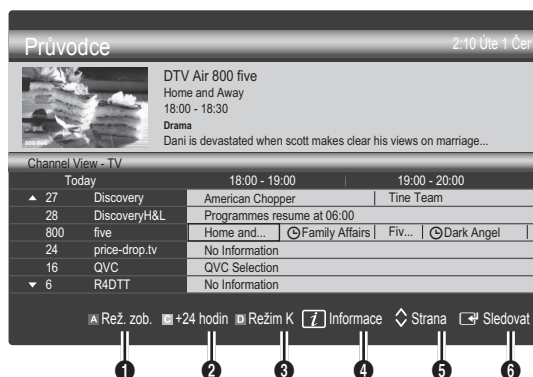 Průvodce 2:10 Úte 1 Čer
DTV Air 800 five
Home and Away
18:00 - 18:30
Drama
Dani is devastated when scott makes clear his views on marriage...
800 five
Channel View - TV
Today 18:00 - 19:00 19:00 - 20:00
▲ 27 Discovery American Chopper Tine Team
28 DiscoveryH&L Programmes resume at 06:00
800 five Home and... Family Affairs Fiv... Dark Angel
24 price-drop.tv No Information
16 QVC QVC Selection
▼ 6 R4DTT No Information
A Rež. zob. C +24 hodin D Režim K i Informace Strana Sledovat
1 2 3 4 5 6